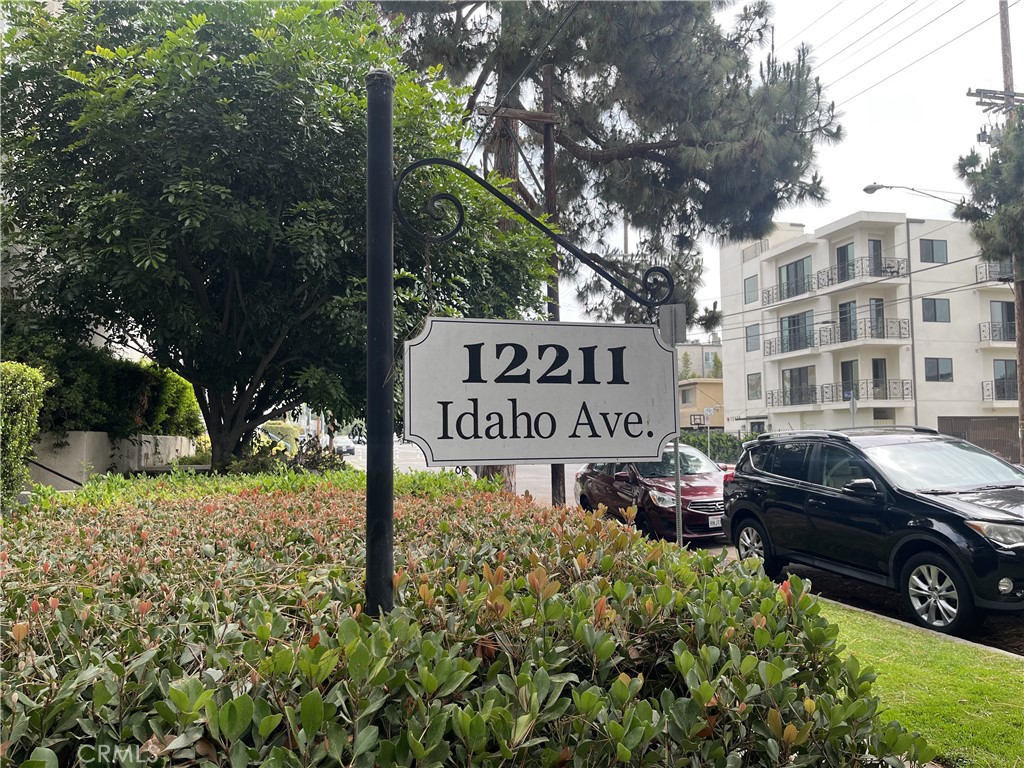 12211
Idaho Ave.
CRMLS